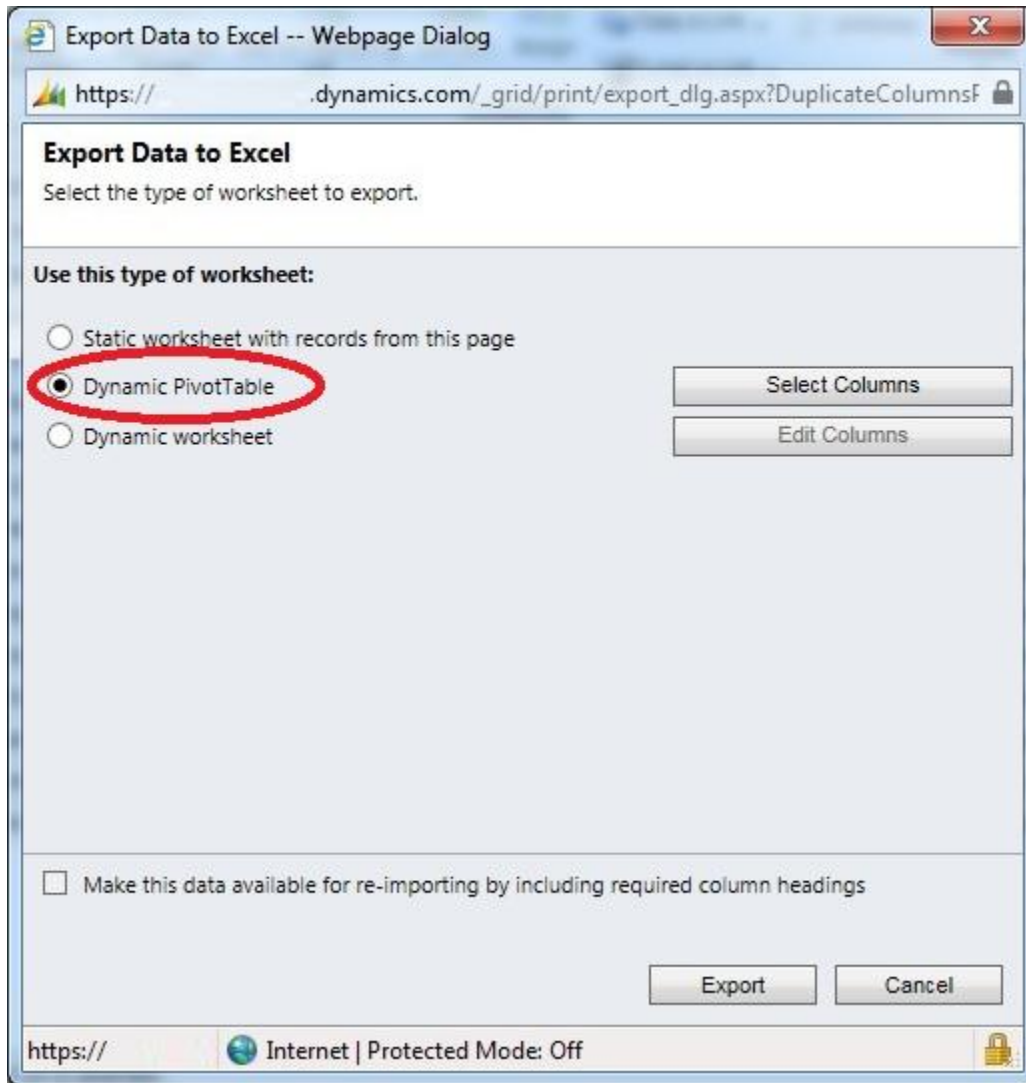 Export Data to Excel -- Webpage Dialog
X
https:// .dynamics.com/_grid/print/export_dlg.aspx?DuplicateColumnsF
Export Data to Excel
Select the type of worksheet to export.
Use this type of worksheet:
Static worksheet with records from this page
Dynamic PivotTable Select Columns
Dynamic worksheet Edit Columns
Make this data available for re-importing by including required column headings
Export Cancel
https:// Internet | Protected Mode: Off